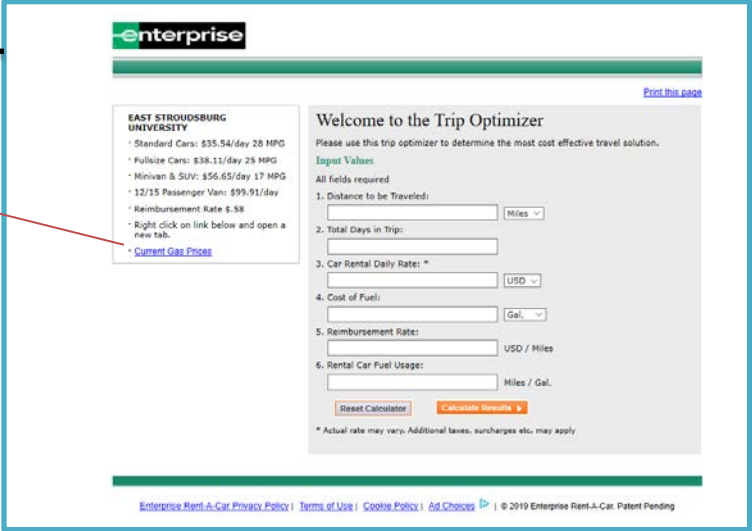 enterprise
Print this page
EAST STROUDSBURG
UNIVERSITY
· Standard Cars: $35.54/day 28 MPG
· Fullsize Cars: $38.11/day 25 MPG
· Minivan & SUV: $56.65/day 17 MPG
· 12/15 Passenger Van: $99.91/day
· Reimbursement Rate $.58
· Right click on link below and open a
new tab.
· Current Gas Prices
Welcome to the Trip Optimizer
Please use this trip optimizer to determine the most cost effective travel solution.
Input Values
All fields required
1. Distance to be Traveled:
Miles
2. Total Days in Trip:
3. Car Rental Daily Rate: *
USD
4. Cost of Fuel:
Gal.
5. Reimbursement Rate:
USD / Miles
6. Rental Car Fuel Usage:
Miles / Gal.
Reset Calculator Calculate Results
* Actual rate may vary. Additional taxes, surcharges etc. may apply
Enterprise Rent-A-Car Privacy Policy | Terms of Use | Cookie Policy | Ad Choices | © 2019 Enterprise Rent-A-Car. Patent Pending